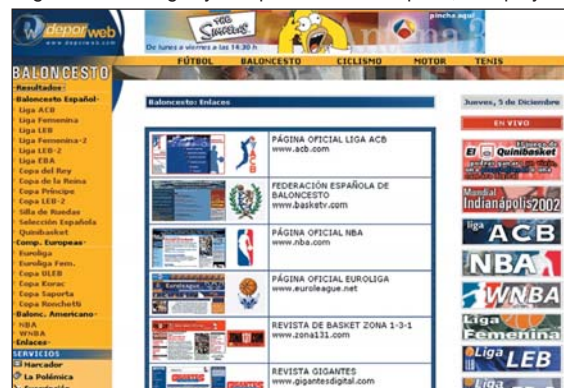 deporweb
www.deporweb.com
THE SIMPSONS
De lunes a viernes a las 14:30 h
pinche aquí
FÚTBOL BALONCESTO CICLISMO MOTOR TENIS
BALONCESTO
-Resultados-
-Baloncesto Español-
Liga ACB
Liga Femenina
Liga LEB
Liga Femenina-2
Liga LEB-2
Liga EBA
Copa del Rey
Copa de la Reina
Copa Príncipe
Copa LEB-2
Silla de Ruedas
Selección Española
Quinibasket
-Comp. Europeas-
Euroliga
Euroliga Fem.
Copa ULEB
Copa Korac
Copa Saporta
Copa Ronchetti
-Balonc. Americano-
NBA
WNBA
-Enlaces-
SERVICIOS
Marcador
La Polémica
Baloncesto: Enlaces
PÁGINA OFICIAL LIGA ACB
www.acb.com
FEDERACIÓN ESPAÑOLA DE
BALONCESTO
www.basketv.com
PÁGINA OFICIAL NBA
www.nba.com
PÁGINA OFICIAL EUROLIGA
www.euroleague.net
REVISTA DE BASKET ZONA 1-3-1
www.zona131.com
REVISTA GIGANTES
www.gigantesdigital.com
Jueves, 5 de Diciembre
EN VIVO
El juego de
Quinibasket
Mundial
Indianápolis2002
liga ACB
NBA
WNBA
Liga
Femenina
Liga LEB